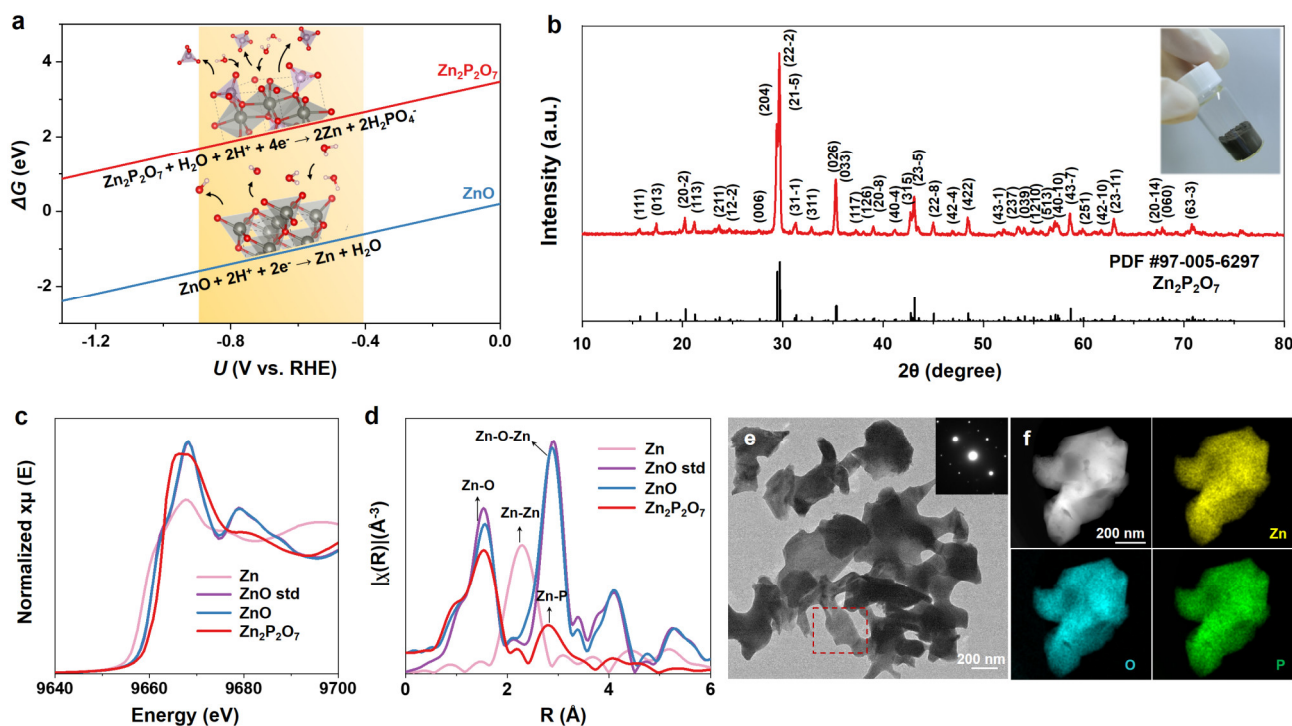 a
ΔG (eV)
4
2
0
-2
-1.2
-0.8
-0.4
0.0
U (V vs. RHE)
Zn₂P₂O₇
Zn₂P₂O₇ + H₂O + 2H⁺ + 4e⁻ → 2Zn + 2H₂PO₄⁻
ZnO
ZnO + 2H⁺ + 2e⁻ → Zn + H₂O
b
Intensity (a.u.)
(111)
(013)
(20-2)
(113)
(211)
(12-2)
(006)
(204)
(22-2)
(21-5)
(31-1)
(311)
(026)
(033)
(117)
(126)
(20-8)
(40-4)
(315)
(23-5)
(22-8)
(42-4)
(422)
(43-1)
(237)
(039)
(513)
(40-10)
(43-7)
(251)
(42-10)
(23-11)
(20-14)
(060)
(63-3)
PDF #97-005-6297
Zn₂P₂O₇
10
20
30
40
50
60
70
80
2θ (degree)
c
Normalized xμ (E)
Zn
ZnO std
ZnO
Zn₂P₂O₇
9640
9660
9680
9700
Energy (eV)
d
|χ(R)|(Å⁻³)
Zn-O
Zn-O-Zn
Zn-Zn
Zn-P
Zn
ZnO std
ZnO
Zn₂P₂O₇
0
2
4
6
R (Å)
e
200 nm
f
200 nm
Zn
O
P